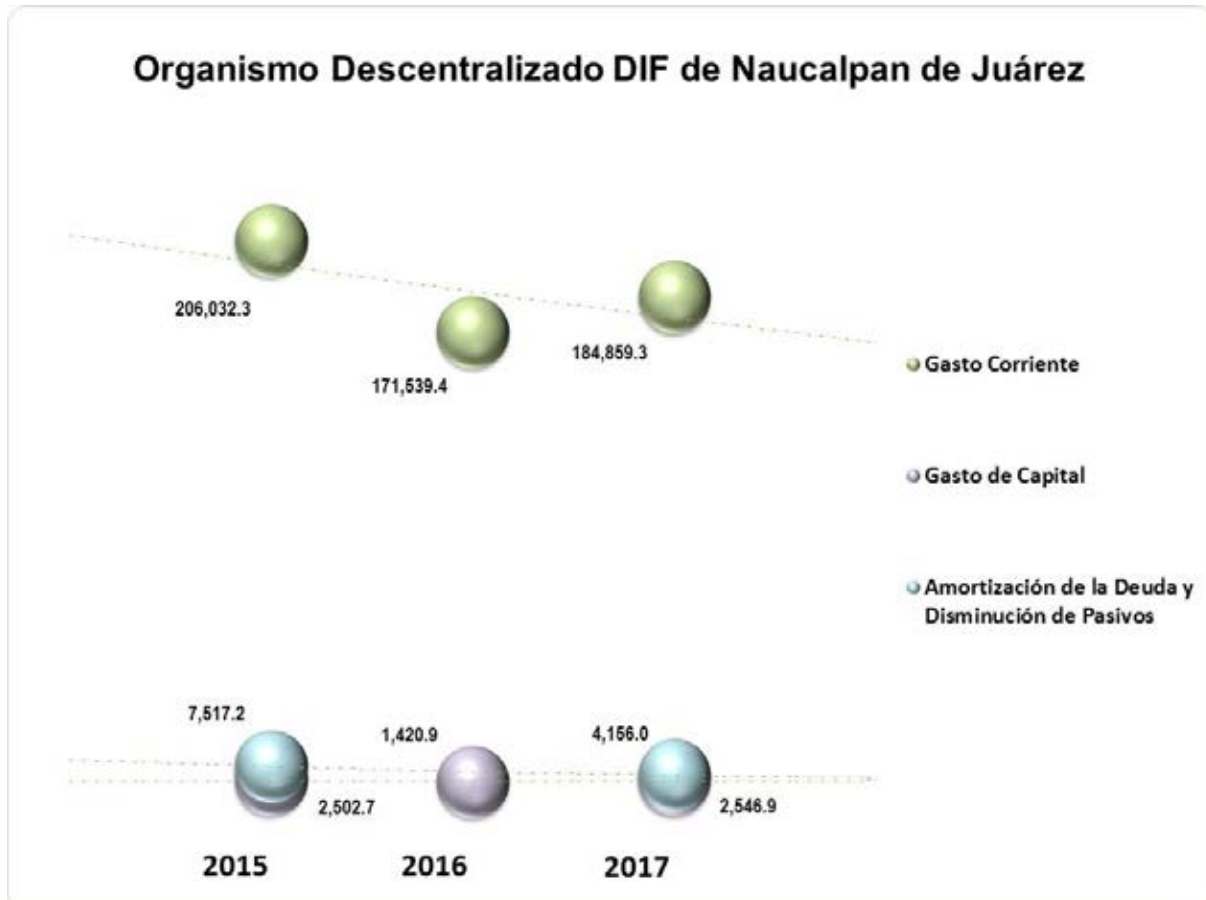 Organismo Descentralizado DIF de Naucalpan de Juárez
206,032.3
171,539.4
184,859.3
Gasto Corriente
Gasto de Capital
Amortización de la Deuda y
Disminución de Pasivos
7,517.2
1,420.9
4,156.0
2,502.7
2,546.9
2015
2016
2017